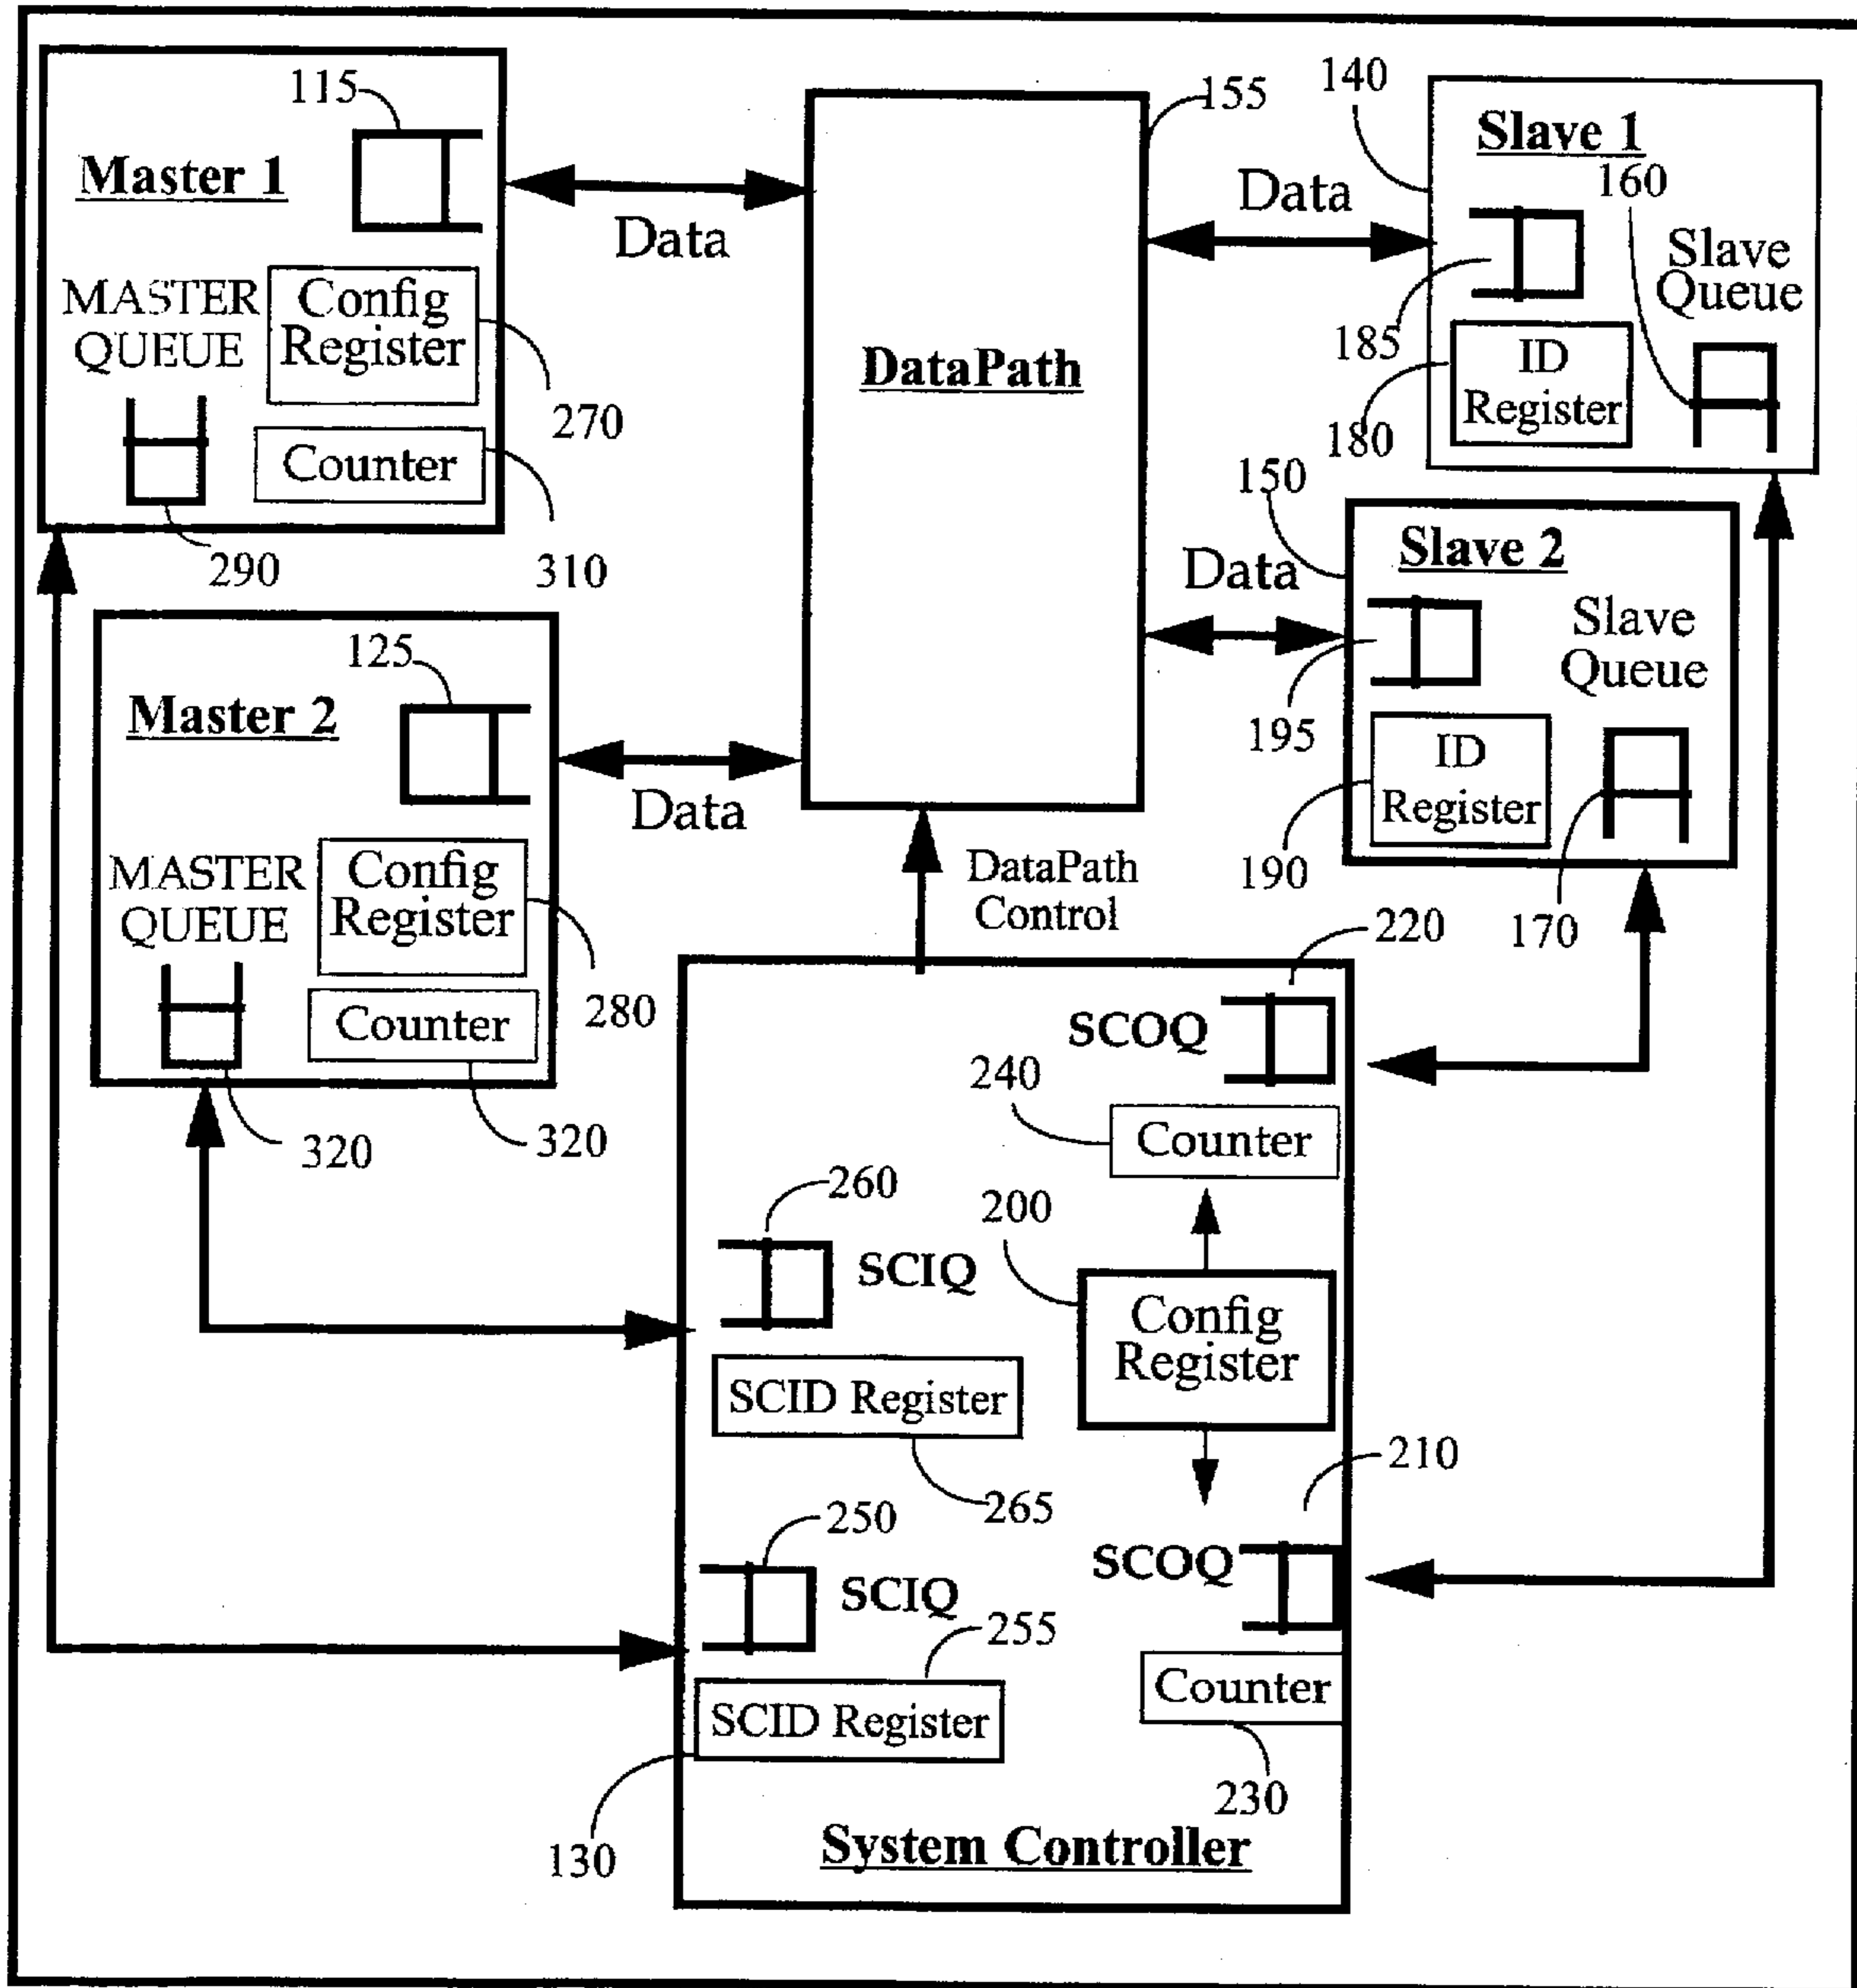 115
Master 1
MASTER
QUEUE
Config
Register
270
Counter
290
310
Data
125
Master 2
MASTER
QUEUE
Config
Register
280
Counter
320
320
Data
155
DataPath
DataPath
Control
140
Data
Slave 1
160
185
Slave
Queue
ID
Register
180
150
Data
Slave 2
195
Slave
Queue
ID
Register
190
170
220
SCOQ
240
Counter
260
SCIQ
200
Config
Register
SCID Register
265
210
250
SCIQ
SCOQ
255
SCID Register
Counter
130
230
System Controller